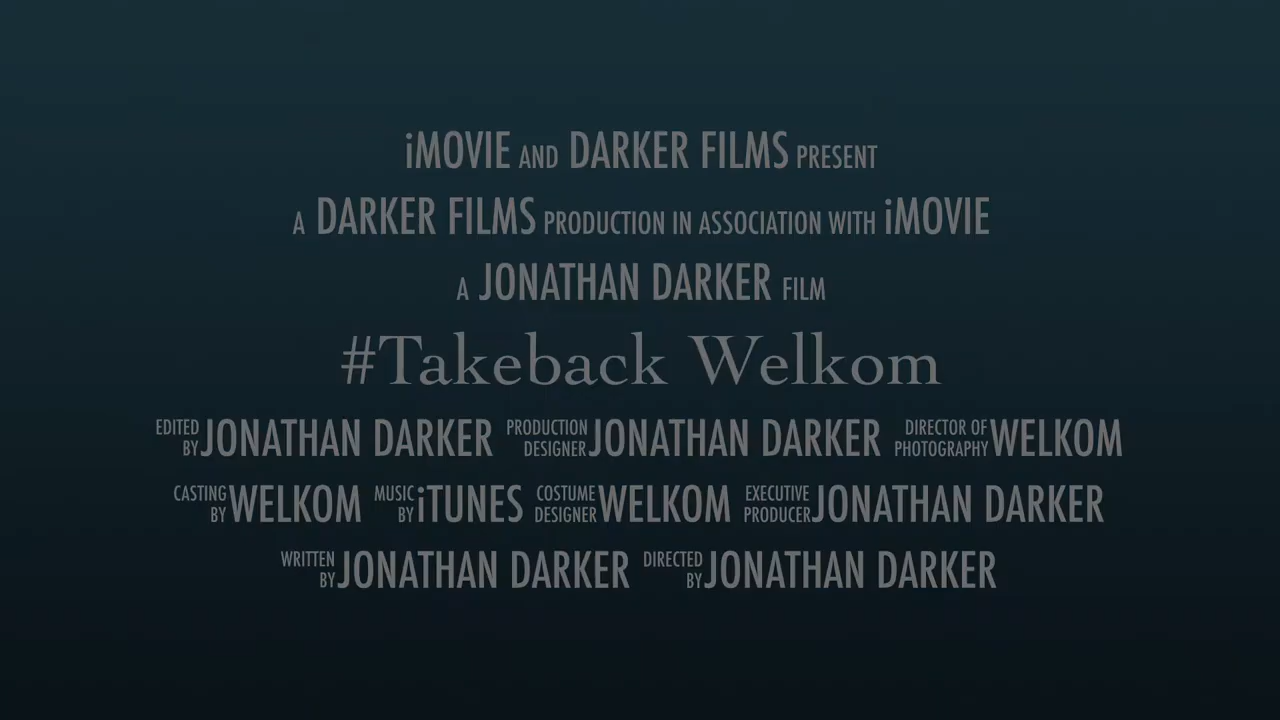 iMOVIE AND DARKER FILMS PRESENT
A DARKER FILMS PRODUCTION IN ASSOCIATION WITH iMOVIE
A JONATHAN DARKER FILM
#Takeback Welkom
EDITED BY JONATHAN DARKER PRODUCTION DESIGNER JONATHAN DARKER DIRECTOR OF PHOTOGRAPHY WELKOM
CASTING BY WELKOM MUSIC BY iTUNES COSTUME DESIGNER WELKOM EXECUTIVE PRODUCER JONATHAN DARKER
WRITTEN BY JONATHAN DARKER DIRECTED BY JONATHAN DARKER